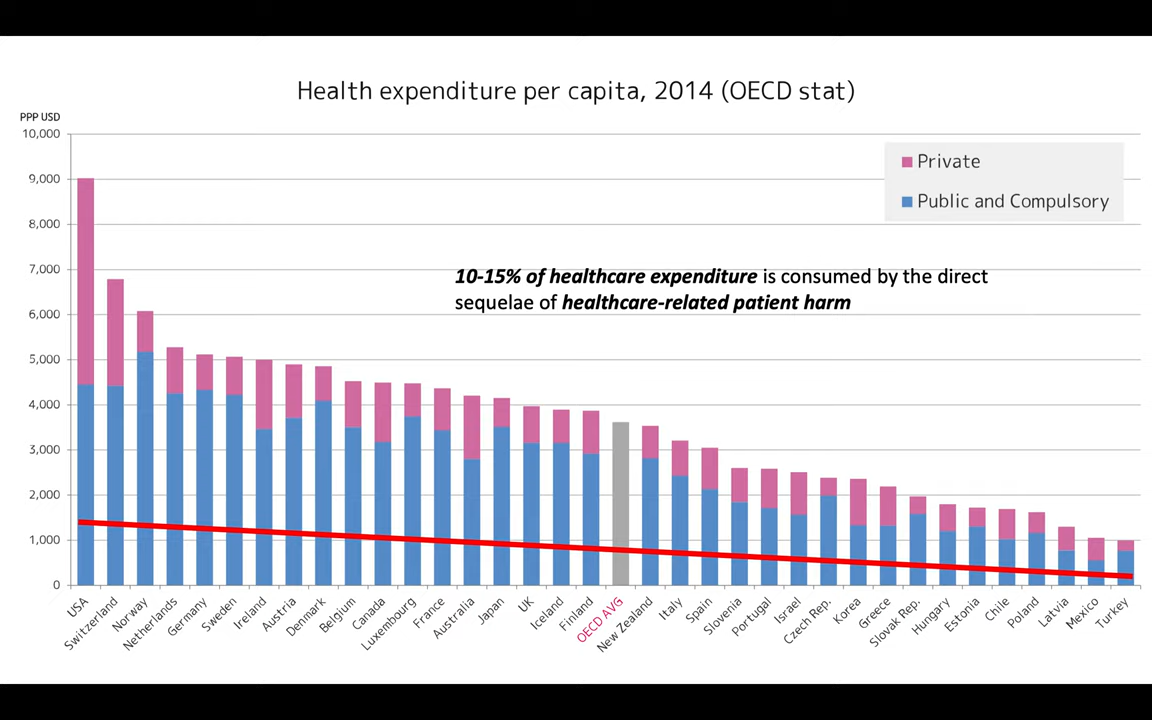 Health expenditure per capita, 2014 (OECD stat)
PPP USD
10,000
9,000
8,000
7,000
6,000
5,000
4,000
3,000
2,000
1,000
0
Private
Public and Compulsory
10-15% of healthcare expenditure is consumed by the direct
sequelae of healthcare-related patient harm
USA
Switzerland
Norway
Netherlands
Germany
Sweden
Ireland
Austria
Denmark
Belgium
Canada
Luxembourg
France
Australia
Japan
UK
Iceland
Finland
OECD AVG
New Zealand
Italy
Spain
Slovenia
Portugal
Israel
Czech Rep.
Korea
Greece
Slovak Rep.
Hungary
Estonia
Chile
Poland
Latvia
Mexico
Turkey